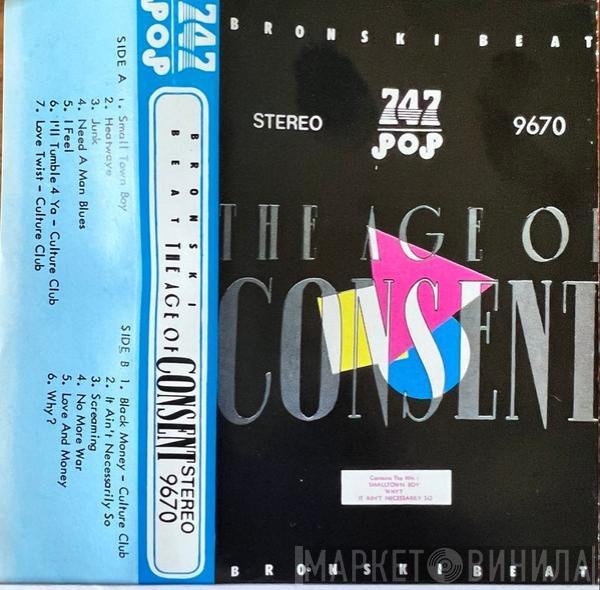 747
POP
SIDE A 1. Small Town Boy
2. Heatwave
3. Junk
4. Need A Man Blues
5. I Feel
6. I'll Tumble 4 Ya - Culture Club
7. Love Twist - Culture Club
SIDE B 1. Black Money - Culture Club
2. It Ain't Necessarily So
3. Screaming
4. No More War
5. Love And Money
6. Why?
BRONSKI
BEAT THE AGE OF CONSENT STEREO
9670
BRONSKI BEAT
STEREO
747
POP
9670
THE AGE OF
CONSENT
Contains The Hits:
SMALLTOWN BOY
WHY?
IT AIN'T NECESSARILY SO
BRONSKI BEAT
МАРКЕТ ВИНИЛА